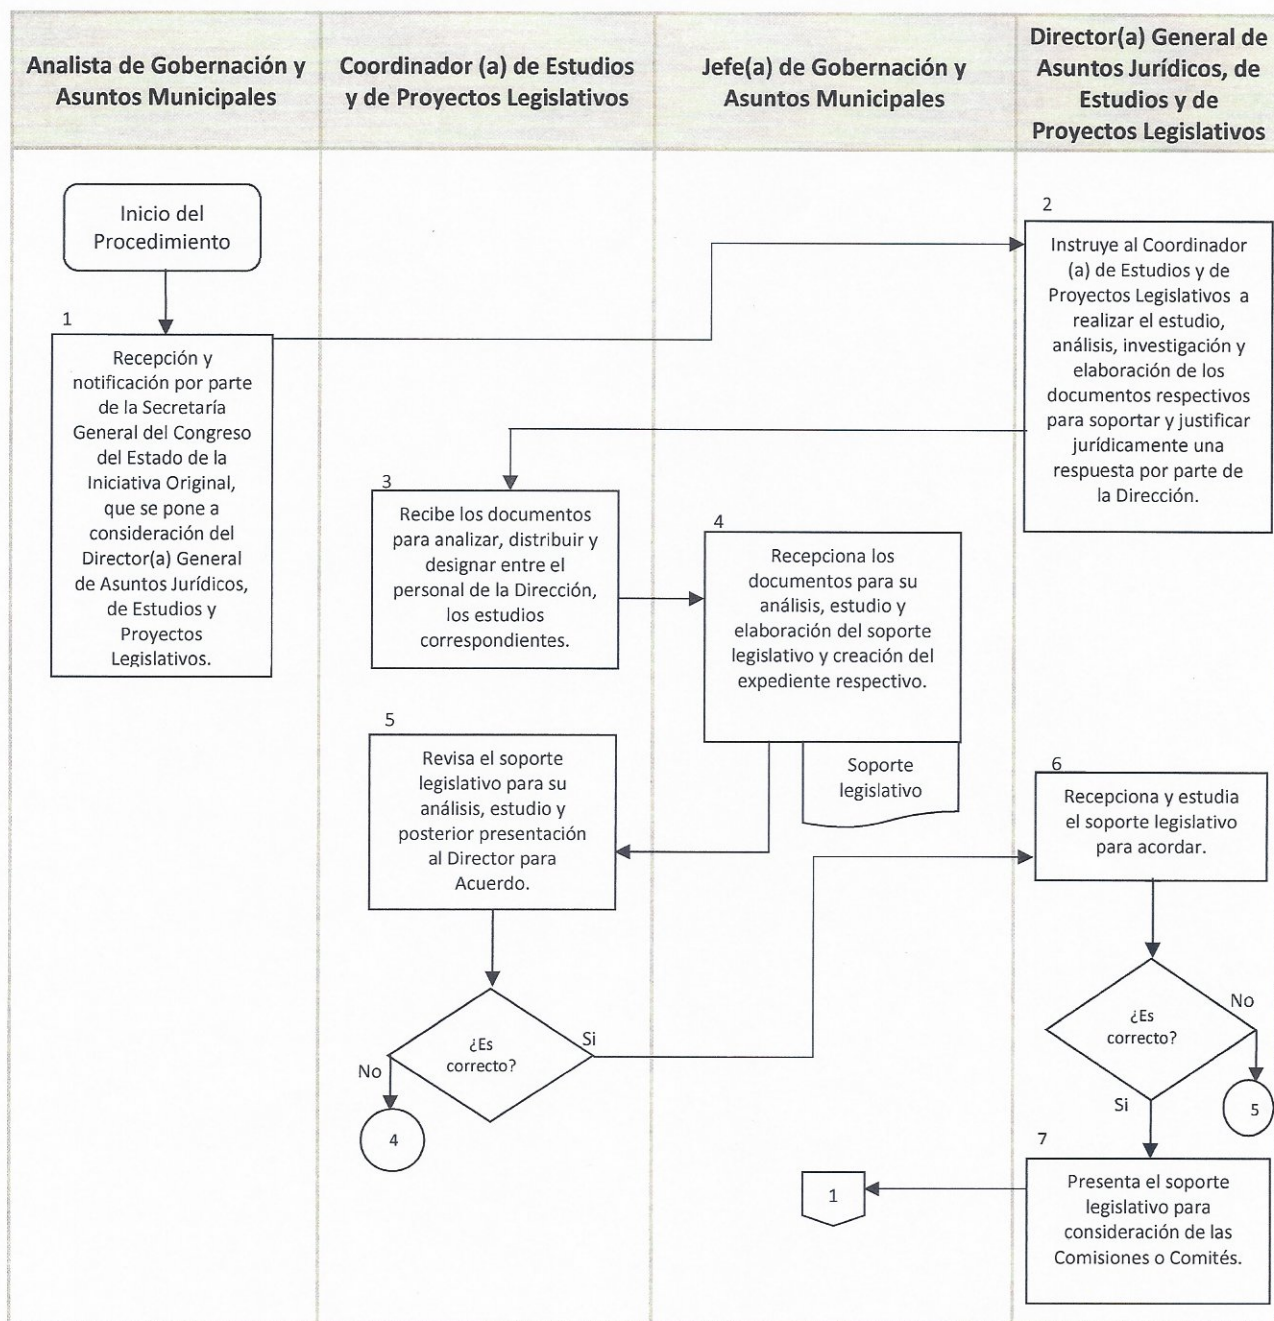 Analista de Gobernación y
Asuntos Municipales
Coordinador (a) de Estudios
y de Proyectos Legislativos
Jefe(a) de Gobernación y
Asuntos Municipales
Director(a) General de
Asuntos Jurídicos, de
Estudios y de
Proyectos Legislativos
Inicio del
Procedimiento
1
Recepción y
notificación por parte
de la Secretaría
General del Congreso
del Estado de la
Iniciativa Original,
que se pone a
consideración del
Director(a) General
de Asuntos Jurídicos,
de Estudios y
Proyectos
Legislativos.
2
Instruye al Coordinador
(a) de Estudios y de
Proyectos Legislativos a
realizar el estudio,
análisis, investigación y
elaboración de los
documentos respectivos
para soportar y justificar
jurídicamente una
respuesta por parte de
la Dirección.
3
Recibe los documentos
para analizar, distribuir y
designar entre el
personal de la Dirección,
los estudios
correspondientes.
4
Recepciona los
documentos para su
análisis, estudio y
elaboración del soporte
legislativo y creación del
expediente respectivo.
Soporte
legislativo
5
Revisa el soporte
legislativo para su
análisis, estudio y
posterior presentación
al Director para
Acuerdo.
¿Es
correcto?
Si
No
4
6
Recepciona y estudia
el soporte legislativo
para acordar.
¿Es
correcto?
No
5
Si
7
Presenta el soporte
legislativo para
consideración de las
Comisiones o Comités.
1